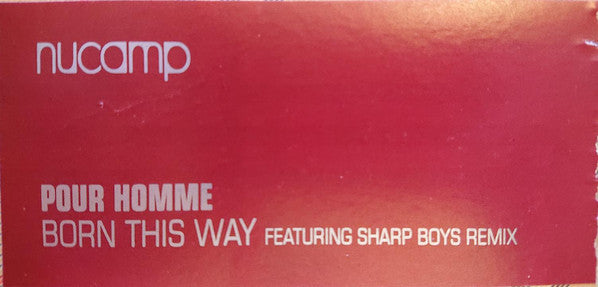 nucamp
POUR HOMME
BORN THIS WAY FEATURING SHARP BOYS REMIX